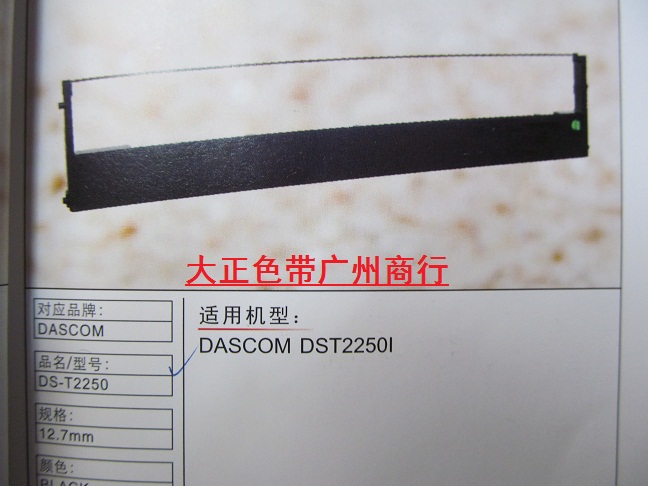 大正色带广州商行
对应品牌:
DASCOM
品名/型号:
DS-T2250
规格:
12.7mm
颜色:
BLACK
适用机型:
DASCOM DST2250I